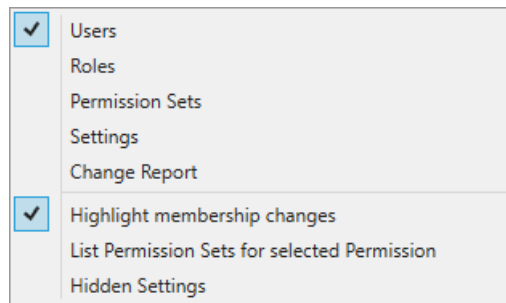 Users
Roles
Permission Sets
Settings
Change Report
Highlight membership changes
List Permission Sets for selected Permission
Hidden Settings